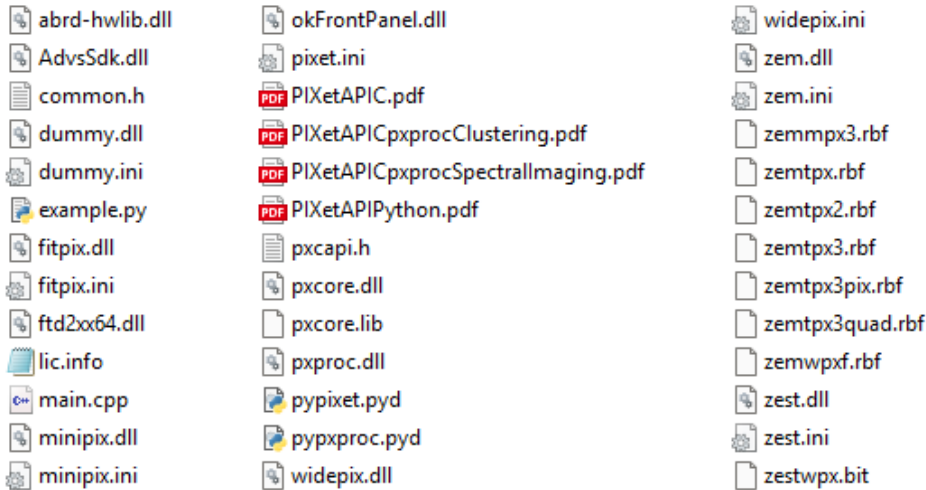 abrd-hwlib.dll
AdvsSdk.dll
common.h
dummy.dll
dummy.ini
example.py
fitpix.dll
fitpix.ini
ftd2xx64.dll
lic.info
main.cpp
minipix.dll
minipix.ini
okFrontPanel.dll
pixet.ini
PIXetAPIC.pdf
PIXetAPICpxprocClustering.pdf
PIXetAPICpxprocSpectralImaging.pdf
PIXetAPIPython.pdf
pxcapi.h
pxcore.dll
pxcore.lib
pxproc.dll
pypixet.pyd
pypxproc.pyd
widepix.dll
widepix.ini
zem.dll
zem.ini
zemmpx3.rbf
zemtpx.rbf
zemtpx2.rbf
zemtpx3.rbf
zemtpx3pix.rbf
zemtpx3quad.rbf
zemwpxf.rbf
zest.dll
zest.ini
zestwpx.bit